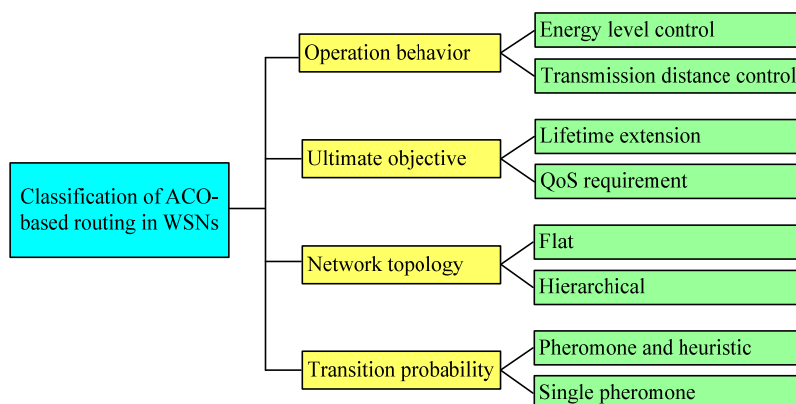 Classification of ACO-
based routing in WSNs
Operation behavior
Energy level control
Transmission distance control
Ultimate objective
Lifetime extension
QoS requirement
Network topology
Flat
Hierarchical
Transition probability
Pheromone and heuristic
Single pheromone